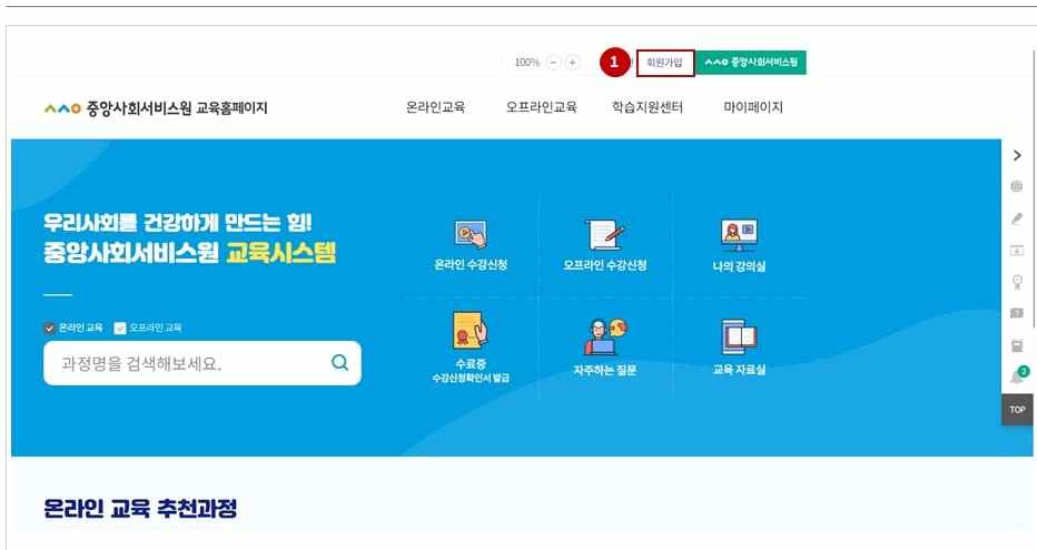 100%
1
회원가입
중앙사회서비스원
중앙사회서비스원 교육홈페이지
온라인교육
오프라인교육
학습지원센터
마이페이지
우리사회를 건강하게 만드는 힘!
중앙사회서비스원 교육시스템
온라인 교육
오프라인 교육
과정명을 검색해보세요.
온라인 수강신청
오프라인 수강신청
나의 강의실
수료증
수강신청확인서 발급
자주하는 질문
교육 자료실
TOP
온라인 교육 추천과정